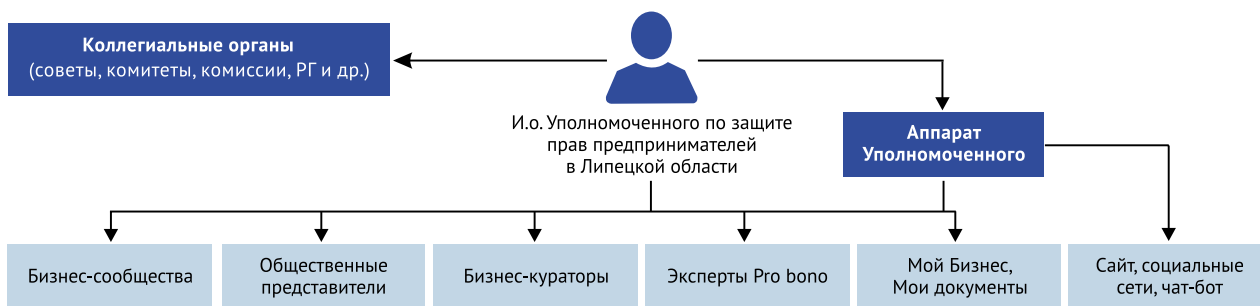 Коллегиальные органы
(советы, комитеты, комиссии, РГ и др.)
И.о. Уполномоченного по защите
прав предпринимателей
в Липецкой области
Аппарат
Уполномоченного
Бизнес-сообщества
Общественные
представители
Бизнес-кураторы
Эксперты Pro bono
Мой Бизнес,
Мои документы
Сайт, социальные
сети, чат-бот